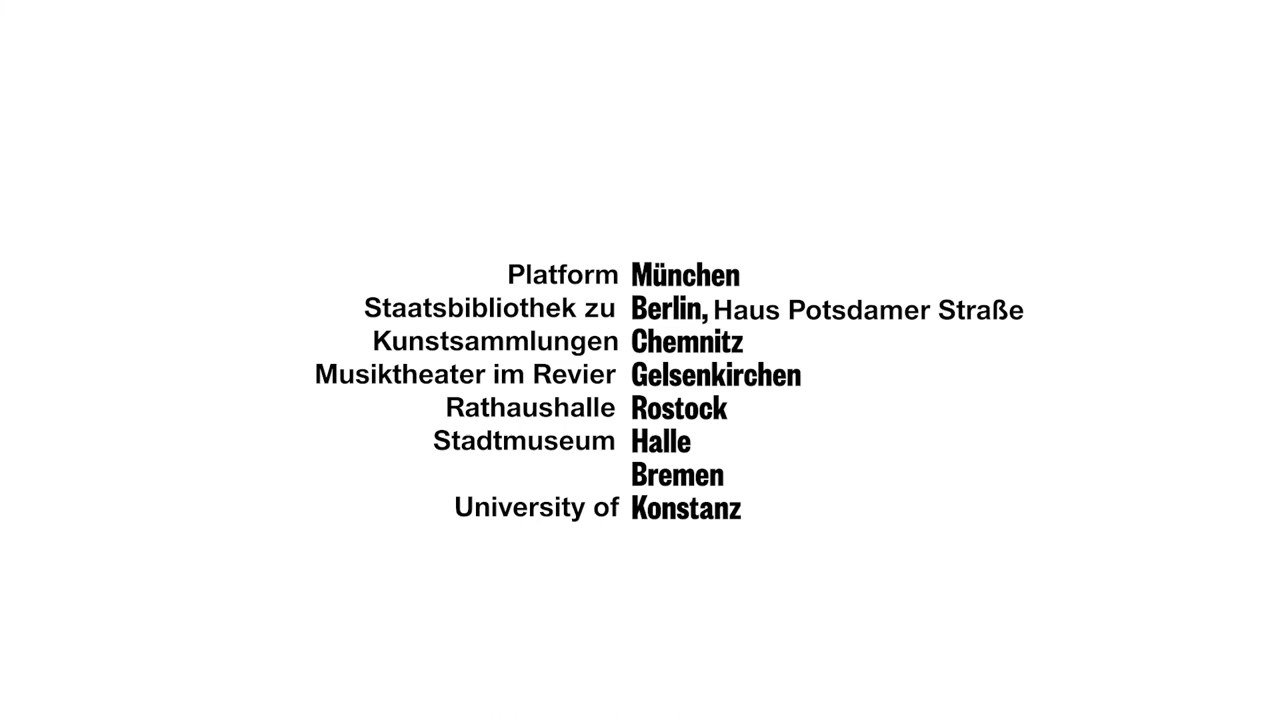 Platform München
Staatsbibliothek zu Berlin, Haus Potsdamer Straße
Kunstsammlungen Chemnitz
Musiktheater im Revier Gelsenkirchen
Rathaushalle Rostock
Stadtmuseum Halle
Bremen
University of Konstanz